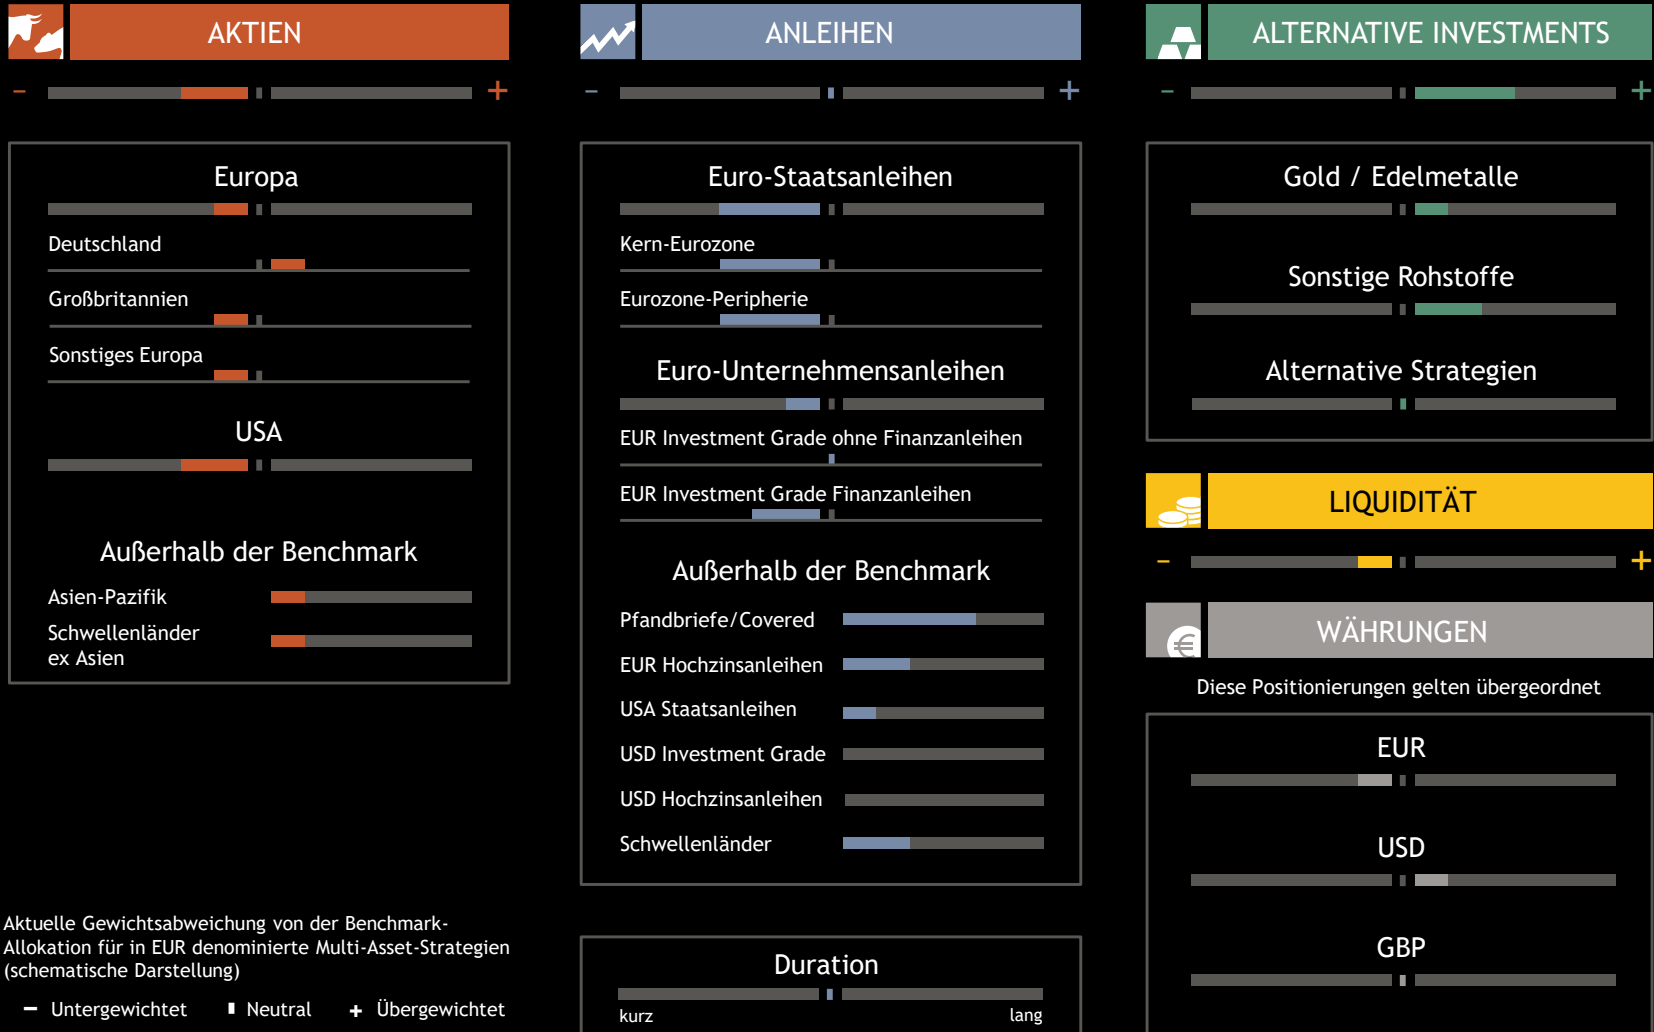 AKTIEN
- +
Europa
Deutschland
Großbritannien
Sonstiges Europa
USA
Außerhalb der Benchmark
Asien-Pazifik
Schwellenländer
ex Asien
Aktuelle Gewichtsabweichung von der Benchmark-
Allokation für in EUR denominierte Multi-Asset-Strategien
(schematische Darstellung)
- Untergewichtet Neutral + Übergewichtet
ANLEIHEN
- +
Euro-Staatsanleihen
Kern-Eurozone
Eurozone-Peripherie
Euro-Unternehmensanleihen
EUR Investment Grade ohne Finanzanleihen
EUR Investment Grade Finanzanleihen
Außerhalb der Benchmark
Pfandbriefe/Covered
EUR Hochzinsanleihen
USA Staatsanleihen
USD Investment Grade
USD Hochzinsanleihen
Schwellenländer
Duration
kurz lang
ALTERNATIVE INVESTMENTS
- +
Gold / Edelmetalle
Sonstige Rohstoffe
Alternative Strategien
LIQUIDITÄT
- +
€ WÄHRUNGEN
Diese Positionierungen gelten übergeordnet
EUR
USD
GBP